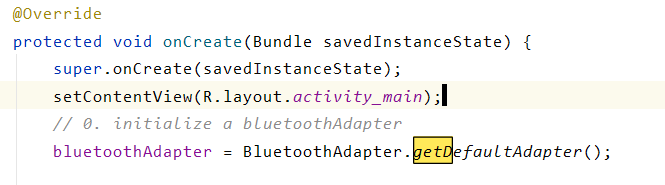 @Override
protected void onCreate(Bundle savedInstanceState) {
super.onCreate(savedInstanceState);
setContentView(R.layout.activity_main);
// 0. initialize a bluetoothAdapter
bluetoothAdapter = BluetoothAdapter.getDefaultAdapter();